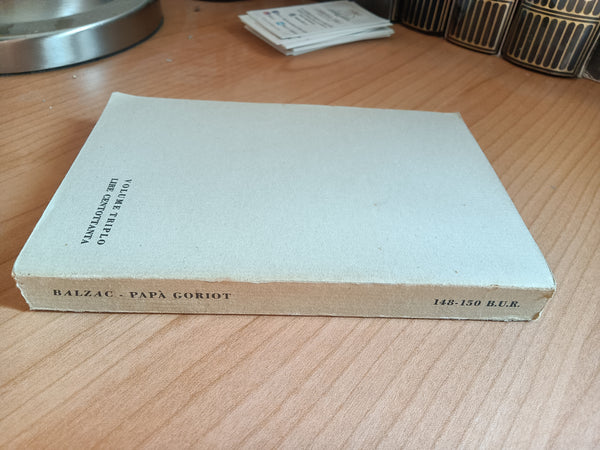 VOLUME TRIPLO
LIRE CENTOTTANTA
BALZAC - PAPÀ GORIOT
148-150 B.U.R.